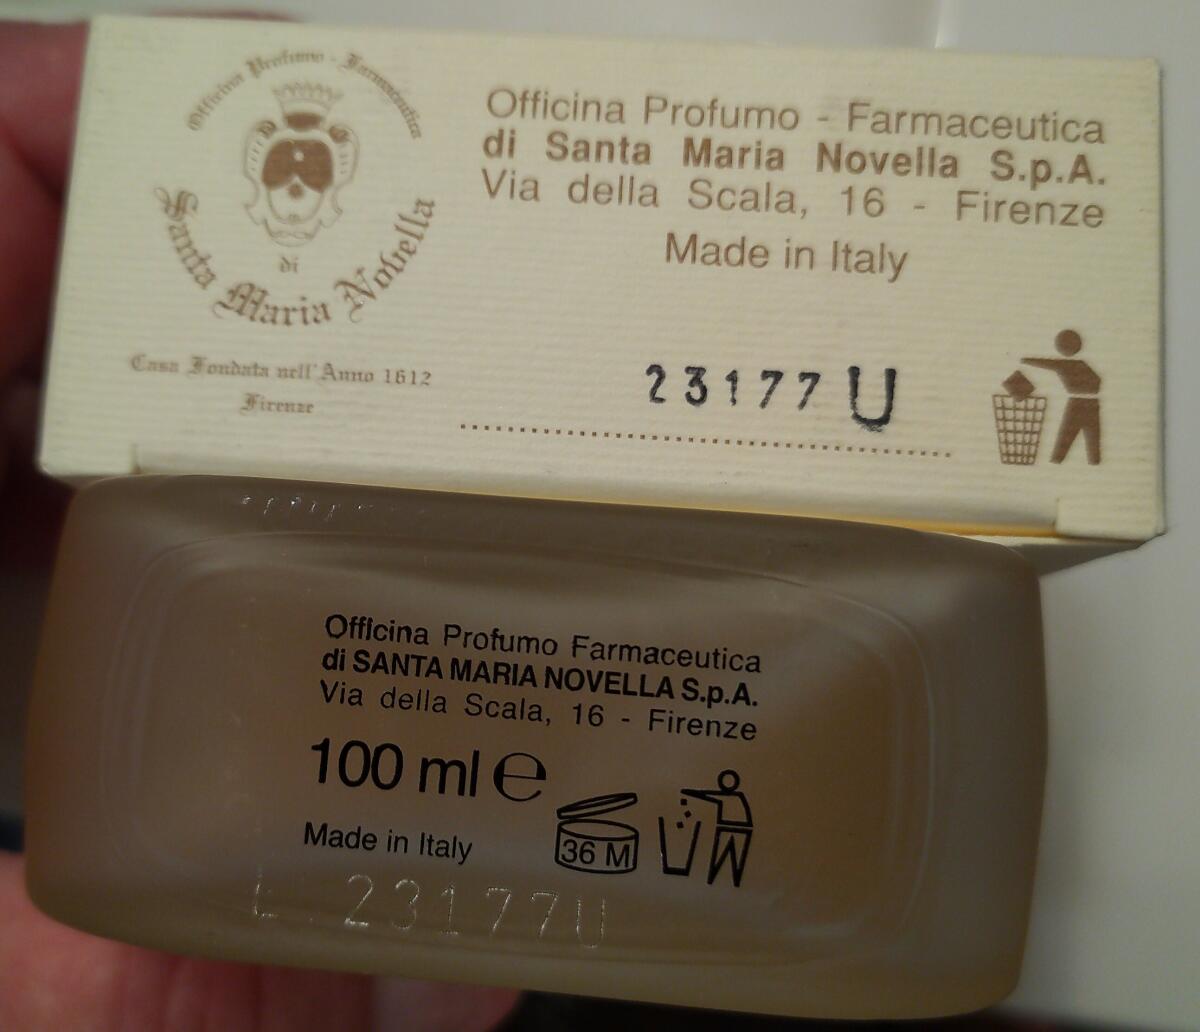 Officina Profumo - Farmaceutica
di
Santa Maria Novella
Casa Fondata nell'Anno 1612
Firenze
Officina Profumo - Farmaceutica
di Santa Maria Novella S.p.A.
Via della Scala, 16 - Firenze
Made in Italy
23177 U
Officina Profumo Farmaceutica
di SANTA MARIA NOVELLA S.p.A.
Via della Scala, 16 - Firenze
100 ml e
36 M
Made in Italy
L 23177U